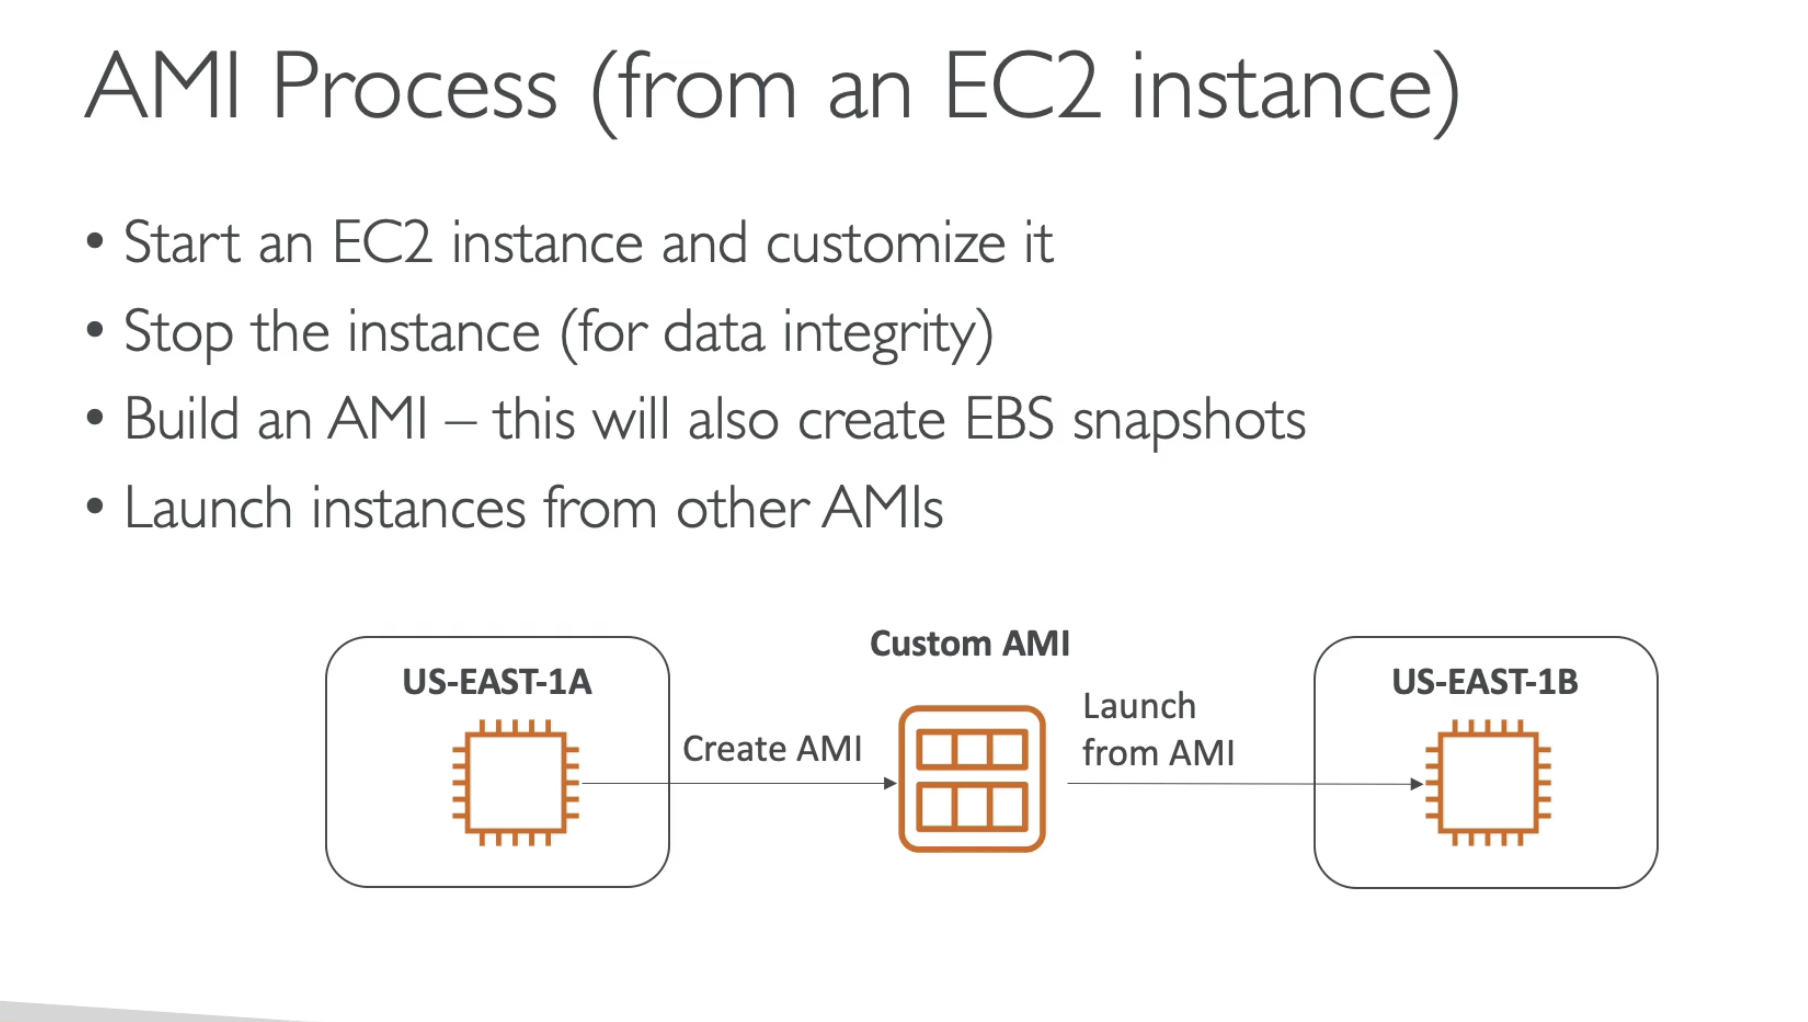 AMI Process (from an EC2 instance)
• Start an EC2 instance and customize it
• Stop the instance (for data integrity)
• Build an AMI – this will also create EBS snapshots
• Launch instances from other AMIs
US-EAST-1A
Create AMI
Custom AMI
Launch
from AMI
US-EAST-1B